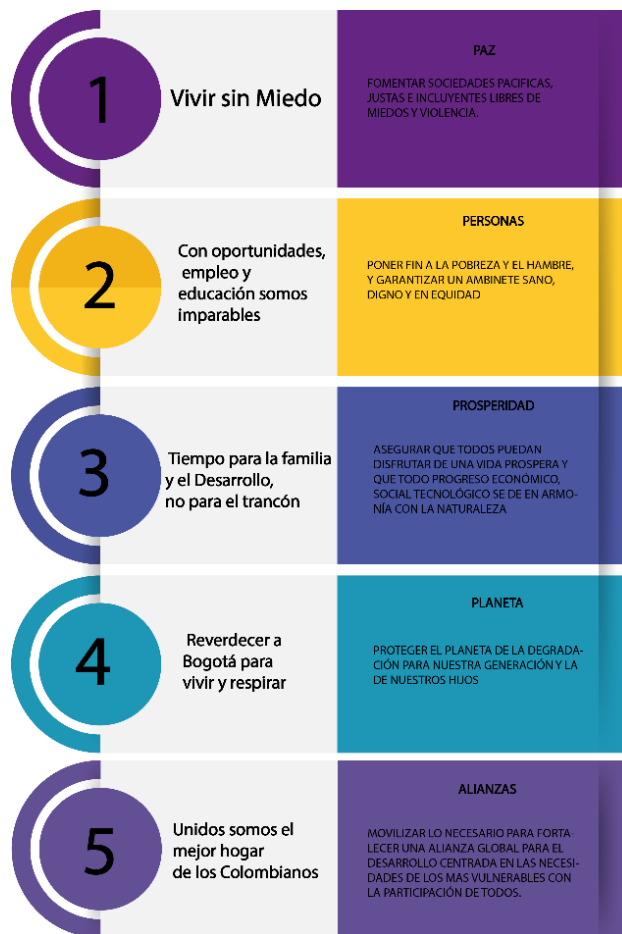 1
Vivir sin Miedo
PAZ
FOMENTAR SOCIEDADES PACIFICAS,
JUSTAS E INCLUYENTES LIBRES DE
MIEDOS Y VIOLENCIA.
2
Con oportunidades,
empleo y
educación somos
imparables
PERSONAS
PONER FIN A LA POBREZA Y EL HAMBRE,
Y GARANTIZAR UN AMBINETE SANO,
DIGNO Y EN EQUIDAD
3
Tiempo para la familia
y el Desarrollo,
no para el trancón
PROSPERIDAD
ASEGURAR QUE TODOS PUEDAN
DISFRUTAR DE UNA VIDA PROSPERA Y
QUE TODO PROGRESO ECONÓMICO,
SOCIAL TECNOLÓGICO SE DE EN ARMO-
NÍA CON LA NATURALEZA
4
Reverdecer a
Bogotá para
vivir y respirar
PLANETA
PROTEGER EL PLANETA DE LA DEGRADA-
CIÓN PARA NUESTRA GENERACIÓN Y LA
DE NUESTROS HIJOS
5
Unidos somos el
mejor hogar
de los Colombianos
ALIANZAS
MOVILIZAR LO NECESARIO PARA FORTA-
LECER UNA ALIANZA GLOBAL PARA EL
DESARROLLO CENTRADA EN LAS NECESI-
DADES DE LOS MAS VULNERABLES CON
LA PARTICIPACIÓN DE TODOS.